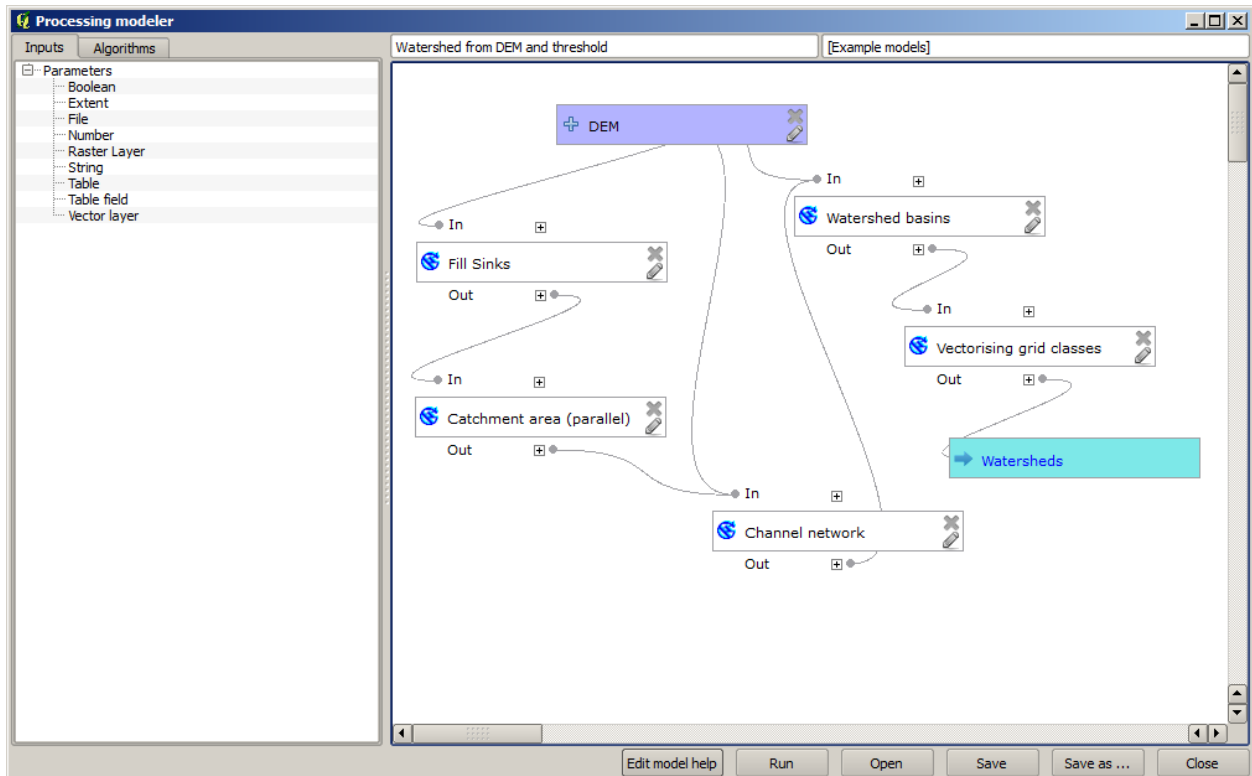 Processing modeler
Inputs
Algorithms
Watershed from DEM and threshold
[Example models]
Parameters
Boolean
Extent
File
Number
Raster Layer
String
Table
Table field
Vector layer
DEM
In
Watershed basins
Out
In
Fill Sinks
Out
In
Vectorising grid classes
Out
In
Catchment area (parallel)
Out
Watersheds
In
Channel network
Out
Edit model help
Run
Open
Save
Save as ...
Close